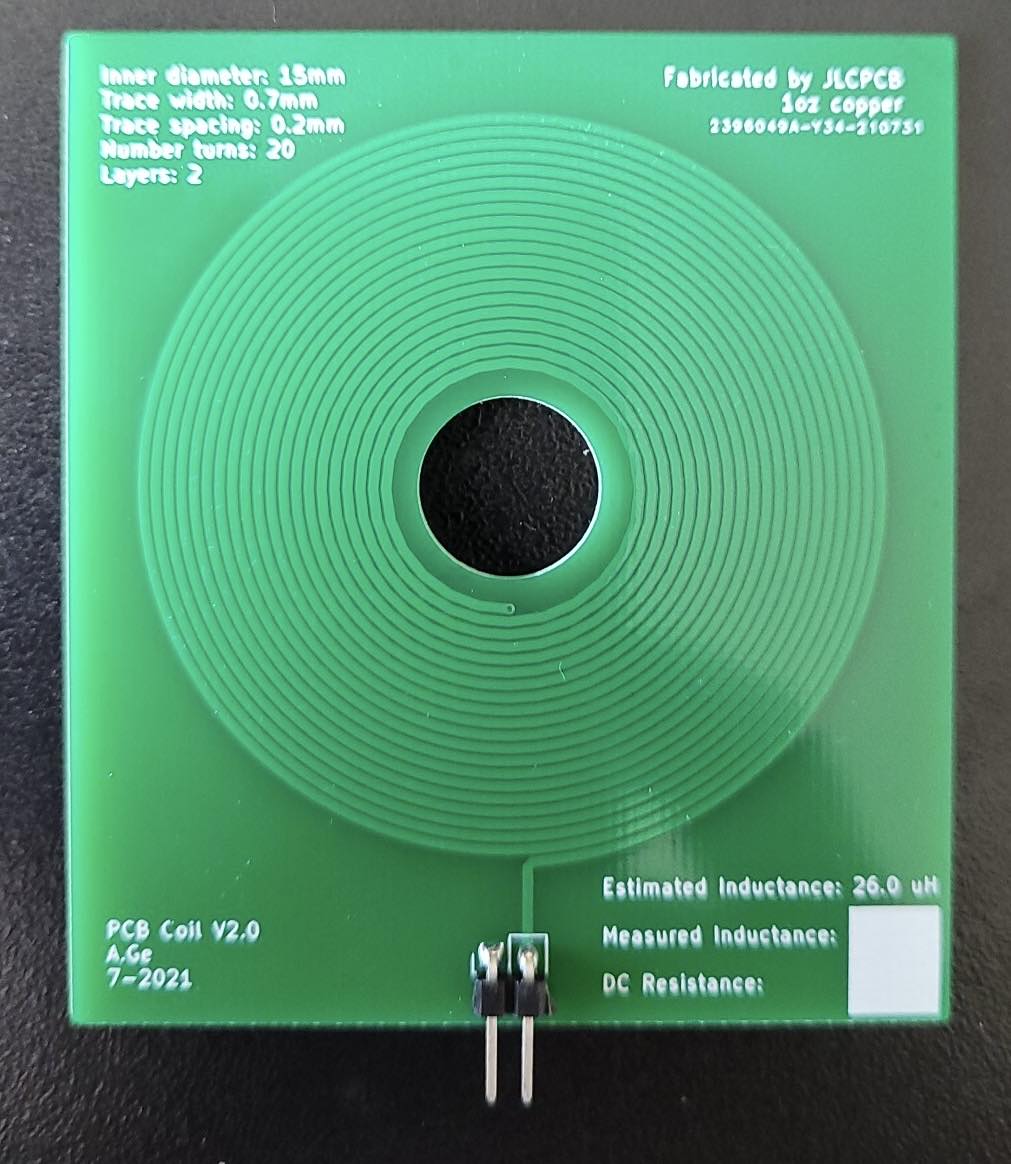 Inner diameter: 15mm
Trace width: 0.7mm
Trace spacing: 0.2mm
Number turns: 20
Layers: 2
Fabricated by JLCPCB
1oz copper
2396049A-Y34-210731
Estimated Inductance: 26.0 uH
Measured Inductance:
DC Resistance:
PCB Coil V2.0
A.Ge
7-2021